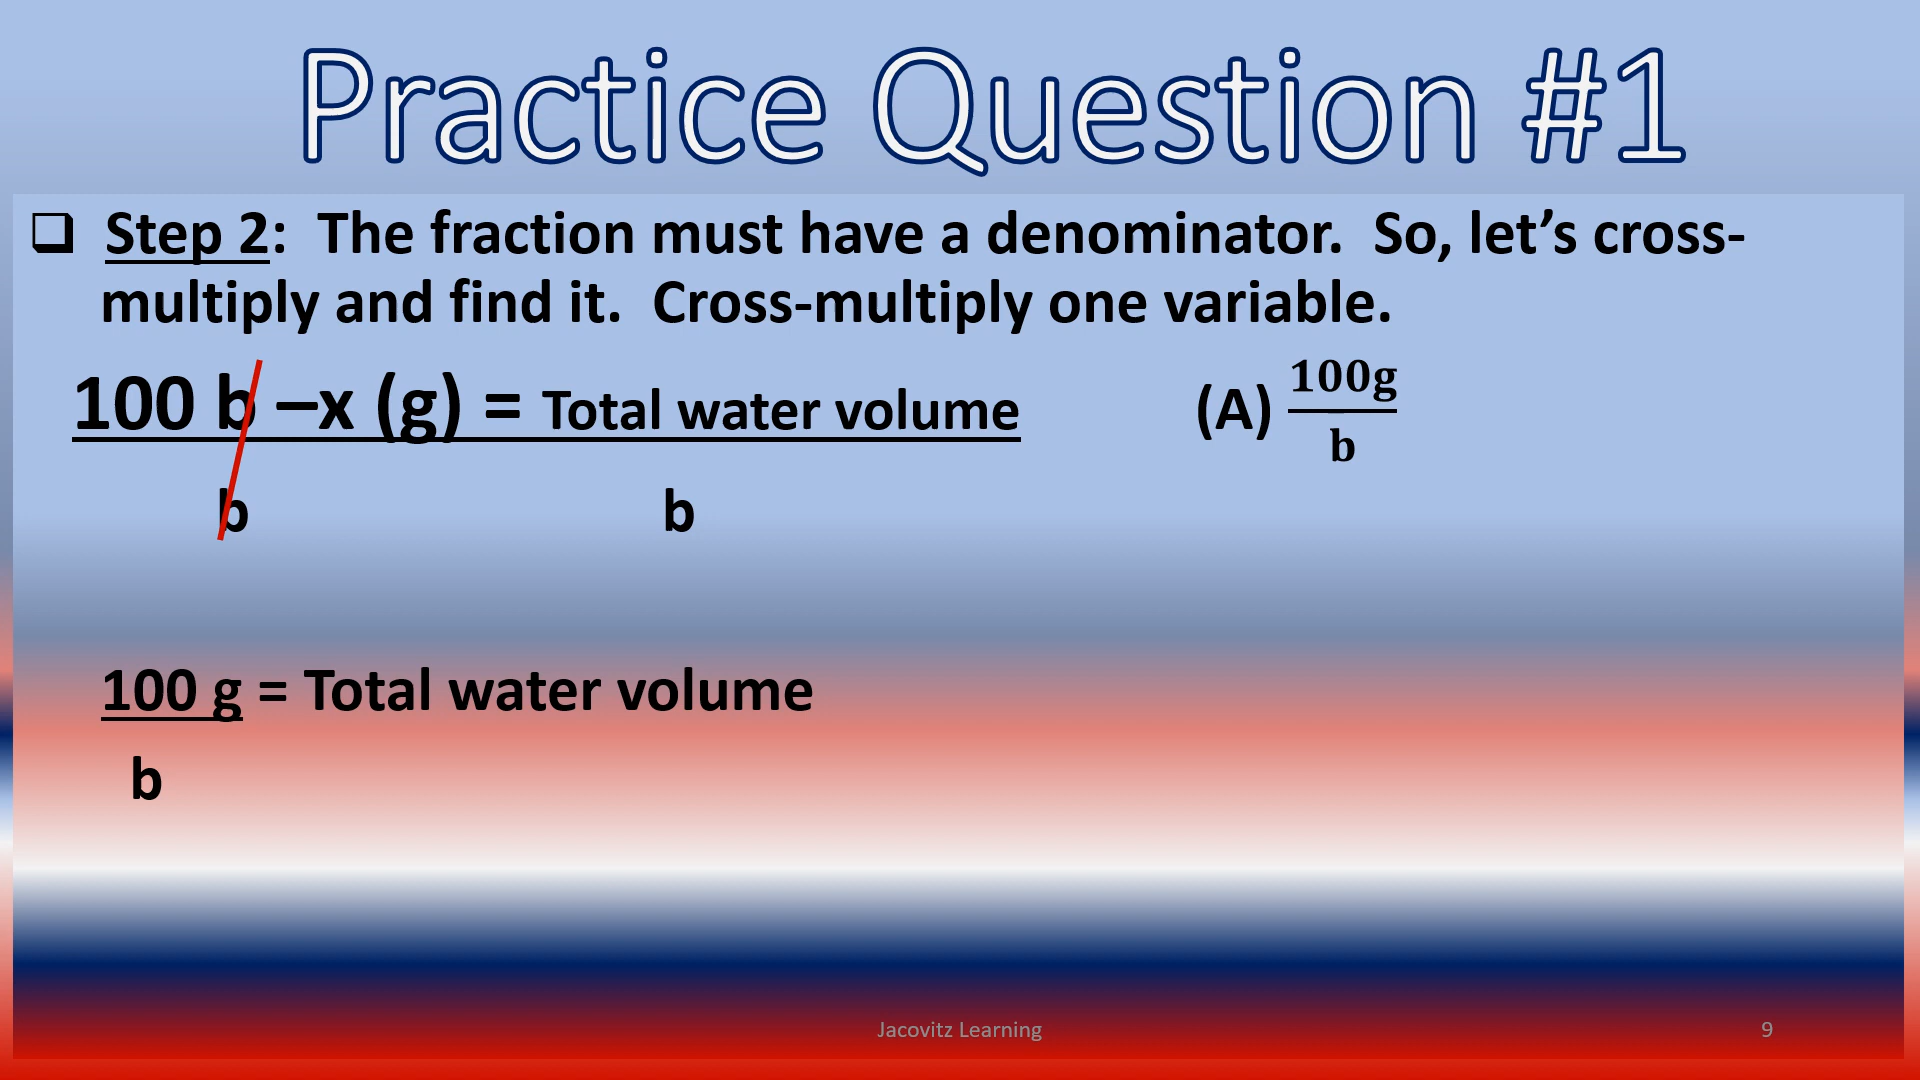 Practice Question #1
❑ Step 2: The fraction must have a denominator. So, let’s cross-
multiply and find it. Cross-multiply one variable.
100 b –x (g) = Total water volume (A) 100g
b
b b
100 g = Total water volume
b
Jacovitz Learning 9